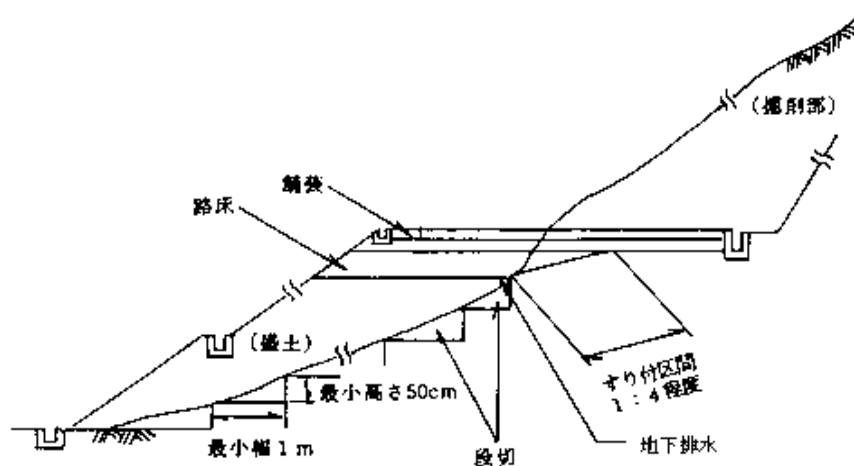 (掘削部)
舗装
路床
(盛土)
最小高さ50cm
最小幅1m
段切
地下排水
すり付区間
1:4程度